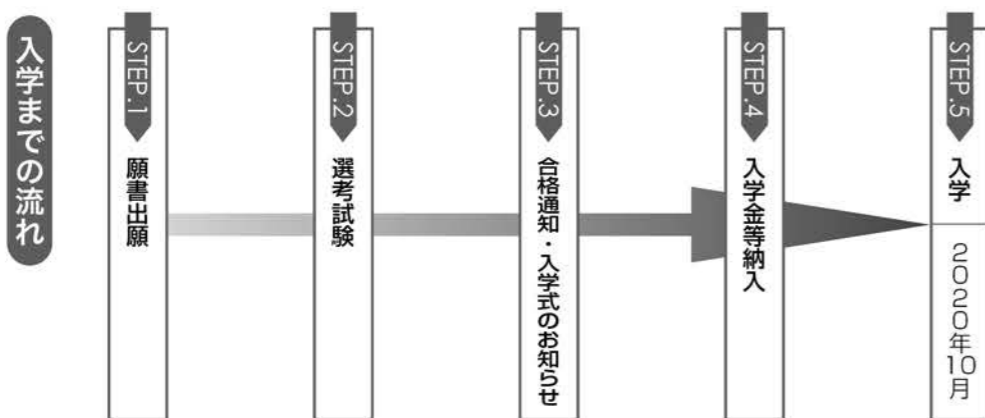 入学までの流れ
STEP.1
願書出願
STEP.2
選考試験
STEP.3
合格通知・入学式のお知らせ
STEP.4
入学金等納入
STEP.5
入学
2020年10月